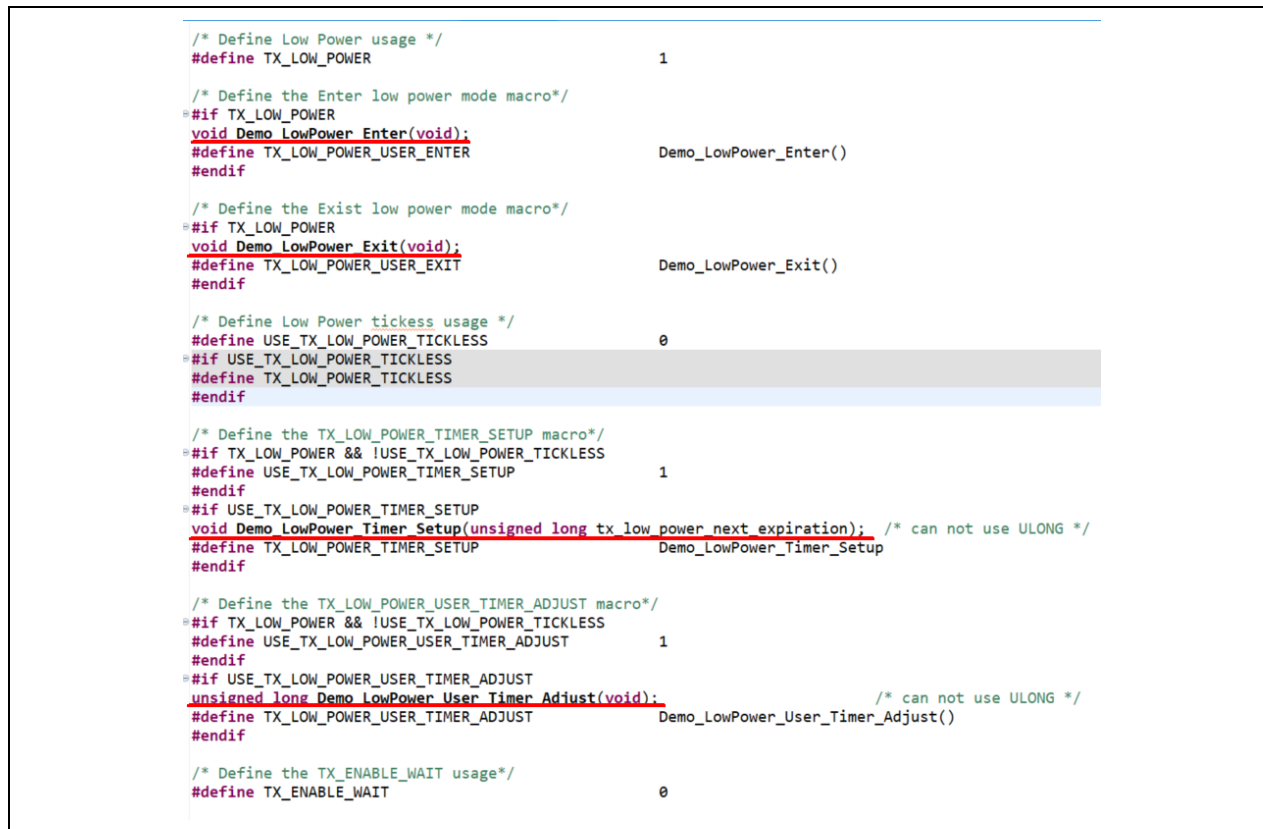 /* Define Low Power usage */
#define TX_LOW_POWER 1
/* Define the Enter low power mode macro*/
#if TX_LOW_POWER
void Demo_LowPower_Enter(void);
#define TX_LOW_POWER_USER_ENTER Demo_LowPower_Enter()
#endif
/* Define the Exist low power mode macro*/
#if TX_LOW_POWER
void Demo_LowPower_Exit(void);
#define TX_LOW_POWER_USER_EXIT Demo_LowPower_Exit()
#endif
/* Define Low Power tickess usage */
#define USE_TX_LOW_POWER_TICKLESS 0
#if USE_TX_LOW_POWER_TICKLESS
#define TX_LOW_POWER_TICKLESS
#endif
/* Define the TX_LOW_POWER_TIMER_SETUP macro*/
#if TX_LOW_POWER && !USE_TX_LOW_POWER_TICKLESS
#define USE_TX_LOW_POWER_TIMER_SETUP 1
#endif
#if USE_TX_LOW_POWER_TIMER_SETUP
void Demo_LowPower_Timer_Setup(unsigned long tx_low_power_next_expiration); /* can not use ULONG */
#define TX_LOW_POWER_TIMER_SETUP Demo_LowPower_Timer_Setup
#endif
/* Define the TX_LOW_POWER_USER_TIMER_ADJUST macro*/
#if TX_LOW_POWER && !USE_TX_LOW_POWER_TICKLESS
#define USE_TX_LOW_POWER_USER_TIMER_ADJUST 1
#endif
#if USE_TX_LOW_POWER_USER_TIMER_ADJUST
unsigned long Demo_LowPower_User_Timer_Adjust(void); /* can not use ULONG */
#define TX_LOW_POWER_USER_TIMER_ADJUST Demo_LowPower_User_Timer_Adjust()
#endif
/* Define the TX_ENABLE_WAIT usage*/
#define TX_ENABLE_WAIT 0